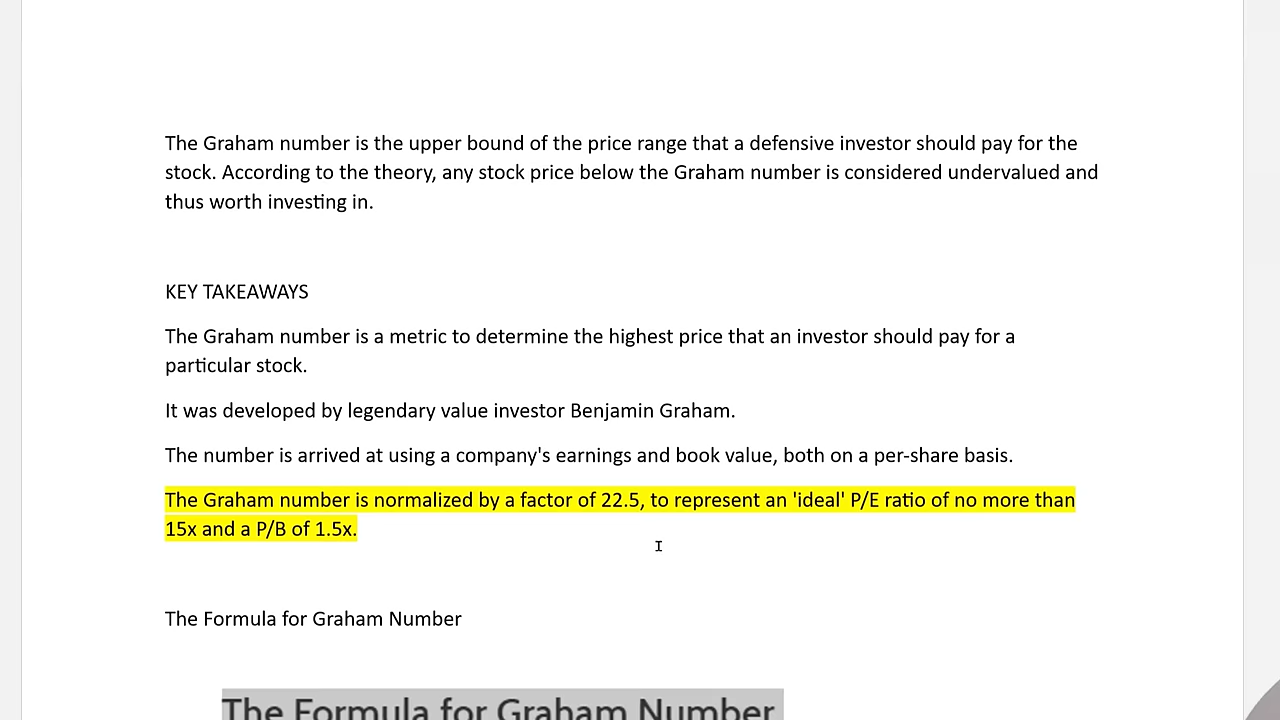 The Graham number is the upper bound of the price range that a defensive investor should pay for the
stock. According to the theory, any stock price below the Graham number is considered undervalued and
thus worth investing in.
KEY TAKEAWAYS
The Graham number is a metric to determine the highest price that an investor should pay for a
particular stock.
It was developed by legendary value investor Benjamin Graham.
The number is arrived at using a company's earnings and book value, both on a per-share basis.
The Graham number is normalized by a factor of 22.5, to represent an 'ideal' P/E ratio of no more than
15x and a P/B of 1.5x.
The Formula for Graham Number
The Formula for Graham Number